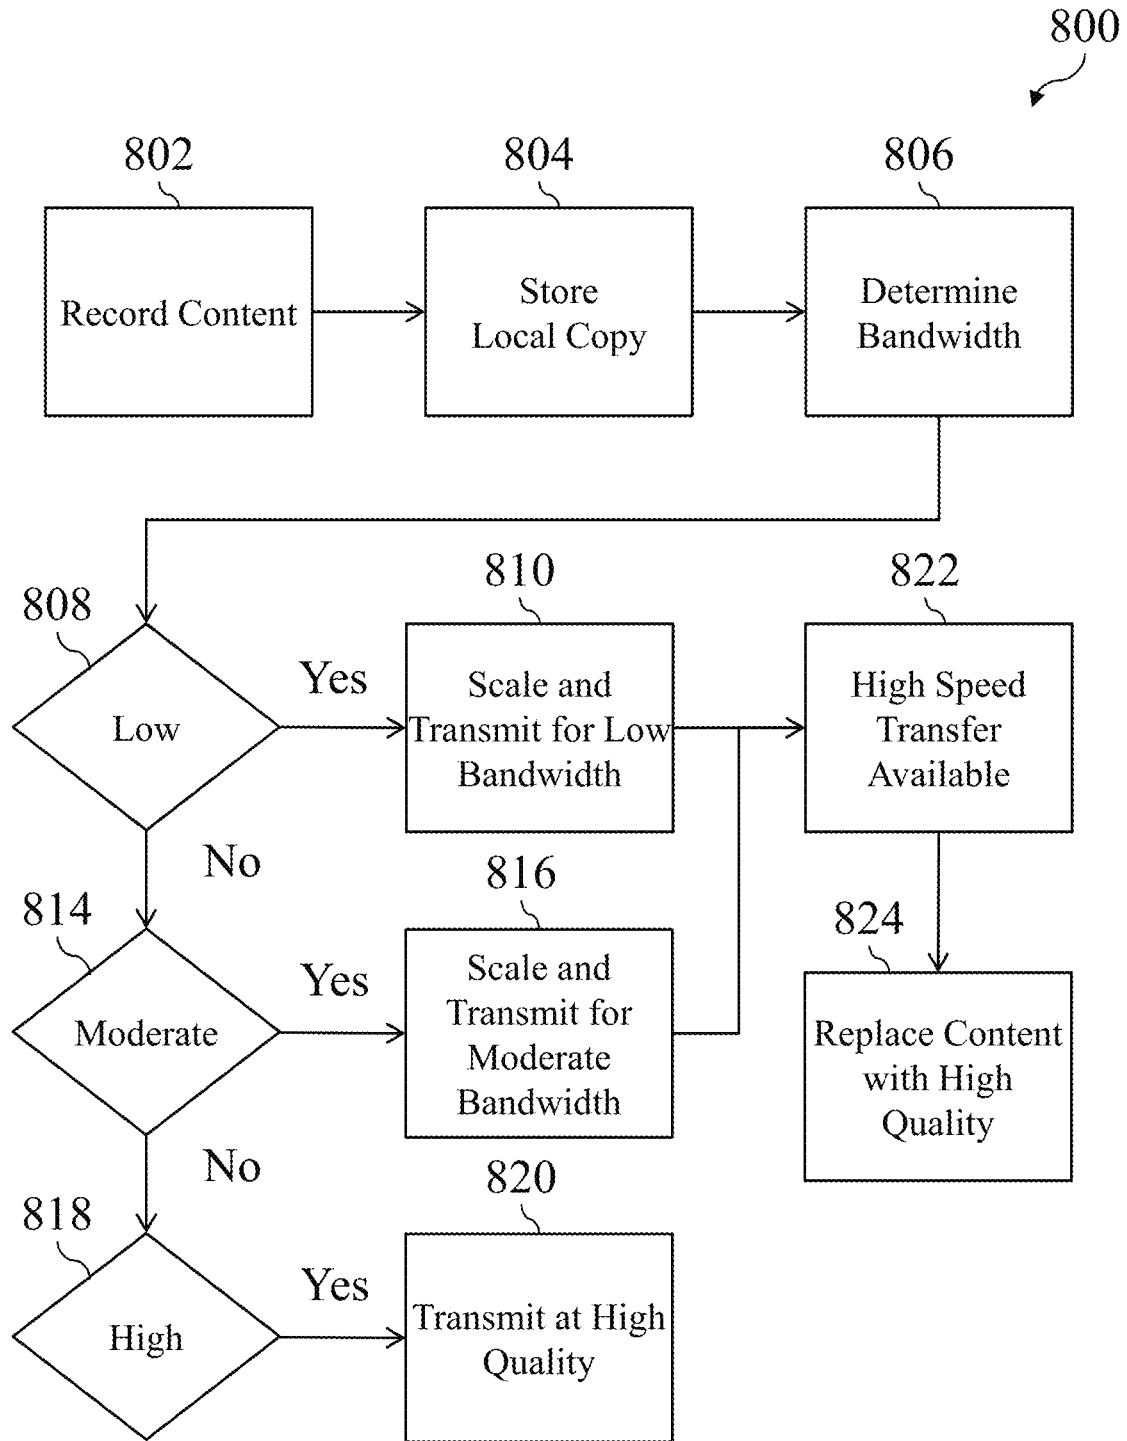 800
802
804
806
Record Content
Store
Local Copy
Determine
Bandwidth
808
810
822
Low
Yes
Scale and
Transmit for Low
Bandwidth
High Speed
Transfer
Available
No
814
816
824
Moderate
Yes
Scale and
Transmit for
Moderate
Bandwidth
Replace Content
with High
Quality
No
818
820
High
Yes
Transmit at High
Quality